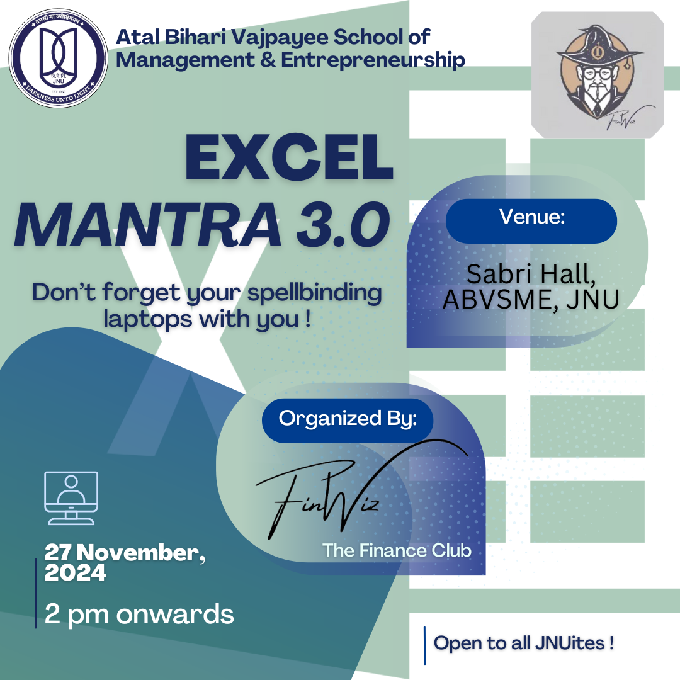 Atal Bihari Vajpayee School of
Management & Entrepreneurship
FinWiz
EXCEL
MANTRA 3.0
Don't forget your spellbinding
laptops with you !
X
Venue:
Sabri Hall,
ABVSME, JNU
Organized By:
FinWiz
The Finance Club
27 November,
2024
2 pm onwards
Open to all JNUites !